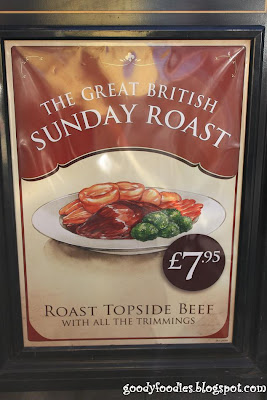 THE GREAT BRITISH
SUNDAY ROAST
£7.95
ROAST TOPSIDE BEEF
WITH ALL THE TRIMMINGS
goodyfoodies.blogspot.com